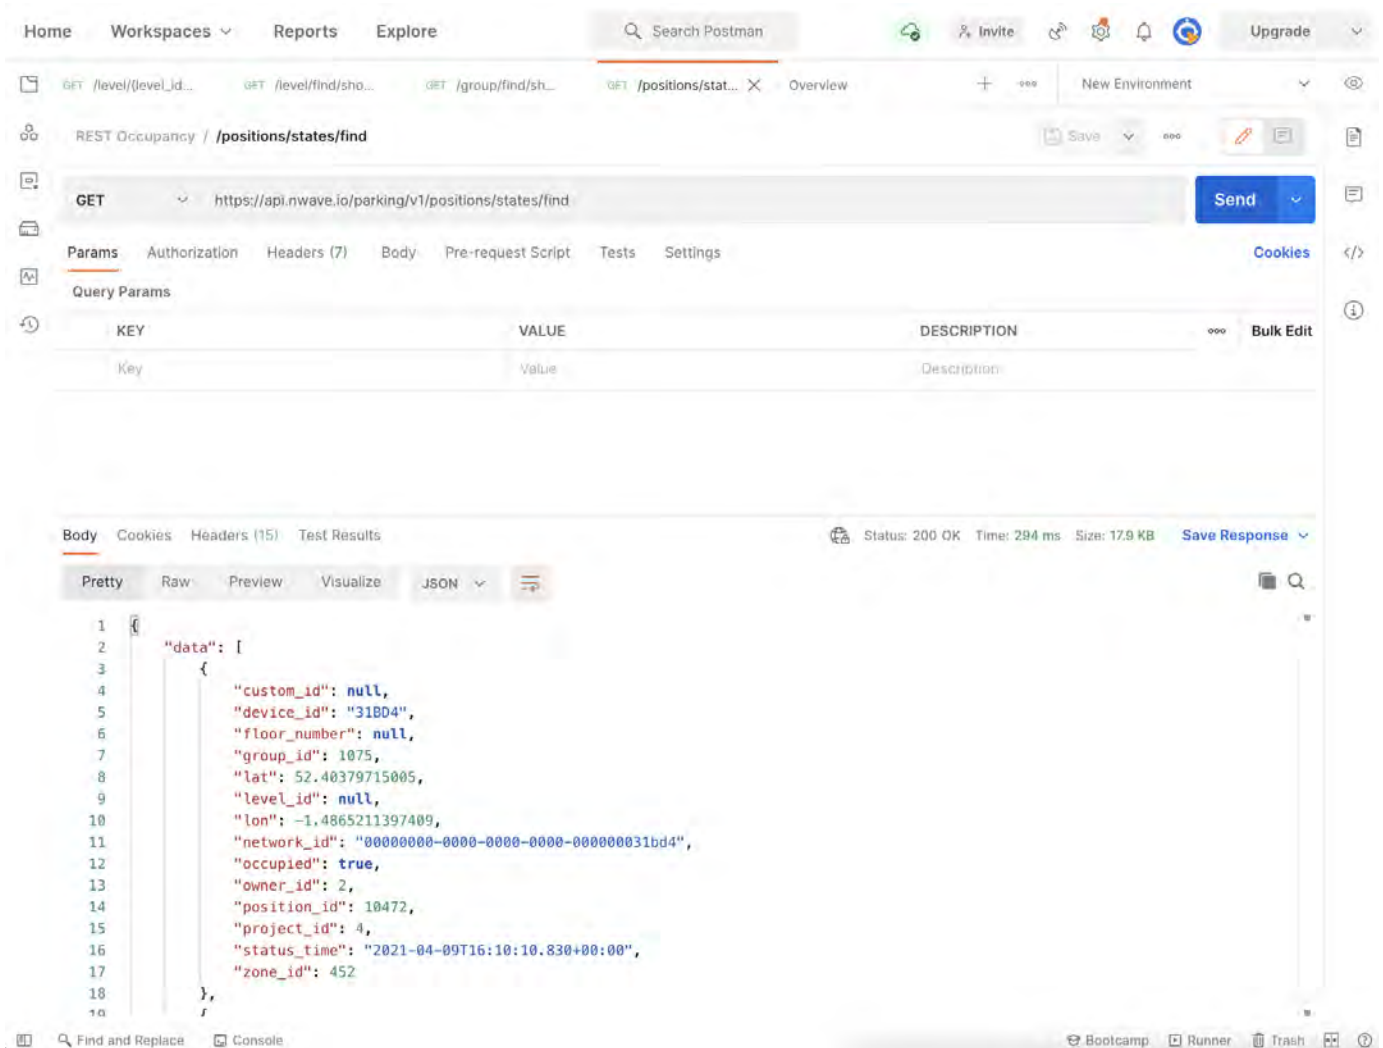 Home Workspaces Reports Explore Search Postman Invite Upgrade
GET /level/{level_id... GET /level/find/sho... GET /group/find/sh... GET /positions/stat... Overview New Environment
REST Occupancy / /positions/states/find Save
GET https://api.nwave.io/parking/v1/positions/states/find Send
Params Authorization Headers (7) Body Pre-request Script Tests Settings Cookies
Query Params
KEY VALUE DESCRIPTION Bulk Edit
Key Value Description
Body Cookies Headers (15) Test Results Status: 200 OK Time: 294 ms Size: 17.9 KB Save Response
Pretty Raw Preview Visualize JSON
1 {
2 "data": [
3 {
4 "custom_id": null,
5 "device_id": "31BD4",
6 "floor_number": null,
7 "group_id": 1075,
8 "lat": 52.40379715005,
9 "level_id": null,
10 "lon": -1.4865211397409,
11 "network_id": "00000000-0000-0000-0000-000000031bd4",
12 "occupied": true,
13 "owner_id": 2,
14 "position_id": 10472,
15 "project_id": 4,
16 "status_time": "2021-04-09T16:10:10.830+00:00",
17 "zone_id": 452
18 },
19 {
Find and Replace Console Bootcamp Runner Trash